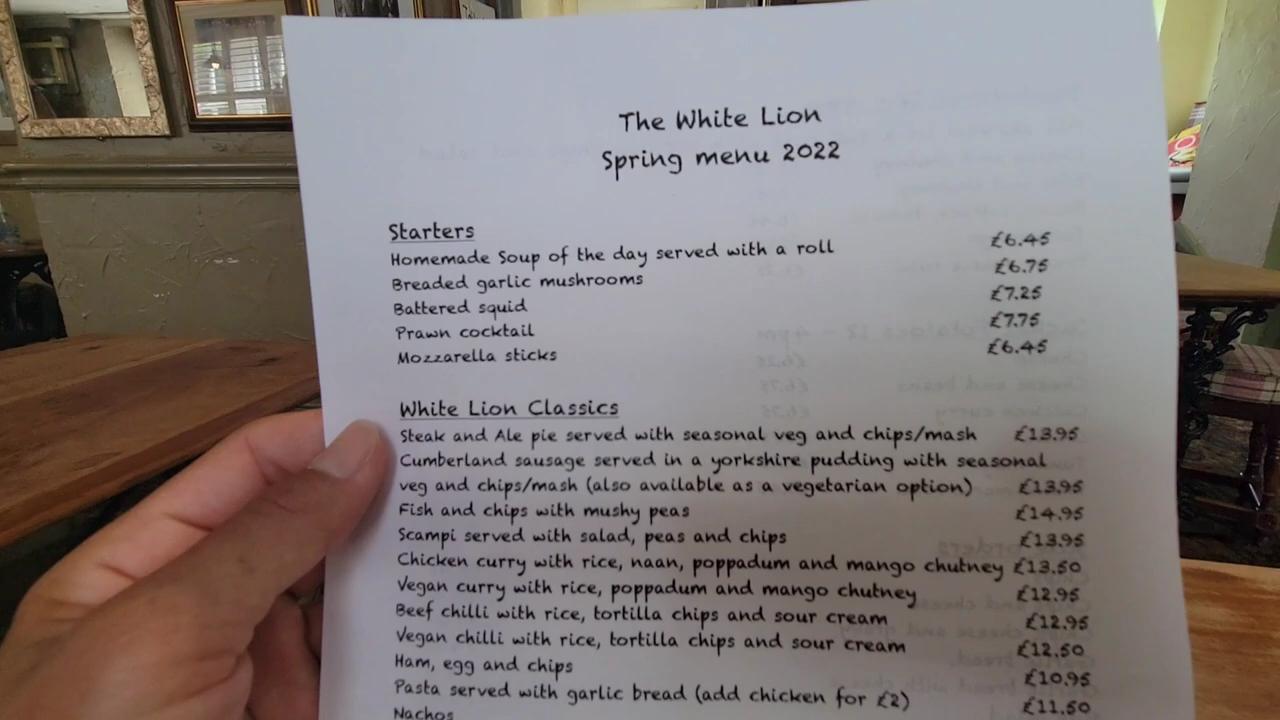 The White Lion
Spring menu 2022
Starters
Homemade Soup of the day served with a roll £6.45
Breaded garlic mushrooms £6.75
Battered squid £7.25
Prawn cocktail £7.75
Mozzarella sticks £6.45
White Lion Classics
Steak and Ale pie served with seasonal veg and chips/mash £13.95
Cumberland sausage served in a yorkshire pudding with seasonal
veg and chips/mash (also available as a vegetarian option) £13.95
Fish and chips with mushy peas £14.95
Scampi served with salad, peas and chips £13.95
Chicken curry with rice, naan, poppadum and mango chutney £13.50
Vegan curry with rice, poppadum and mango chutney £12.95
Beef chilli with rice, tortilla chips and sour cream £12.95
Vegan chilli with rice, tortilla chips and sour cream £12.50
Ham, egg and chips £10.95
Pasta served with garlic bread (add chicken for £2) £11.50
Nachos